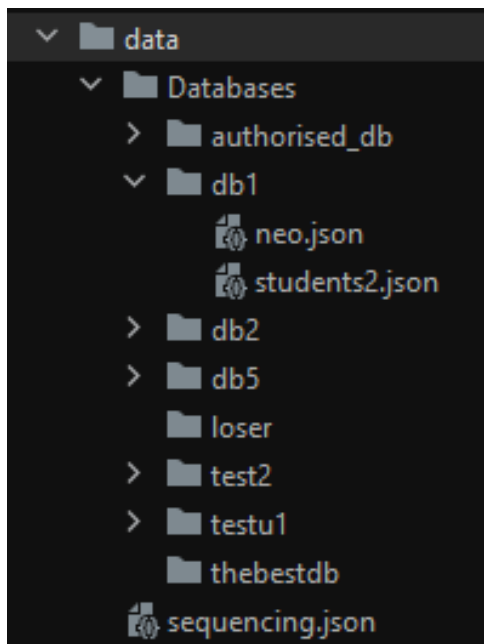 data
Databases
authorised_db
db1
neo.json
students2.json
db2
db5
loser
test2
testu1
thebestdb
sequencing.json